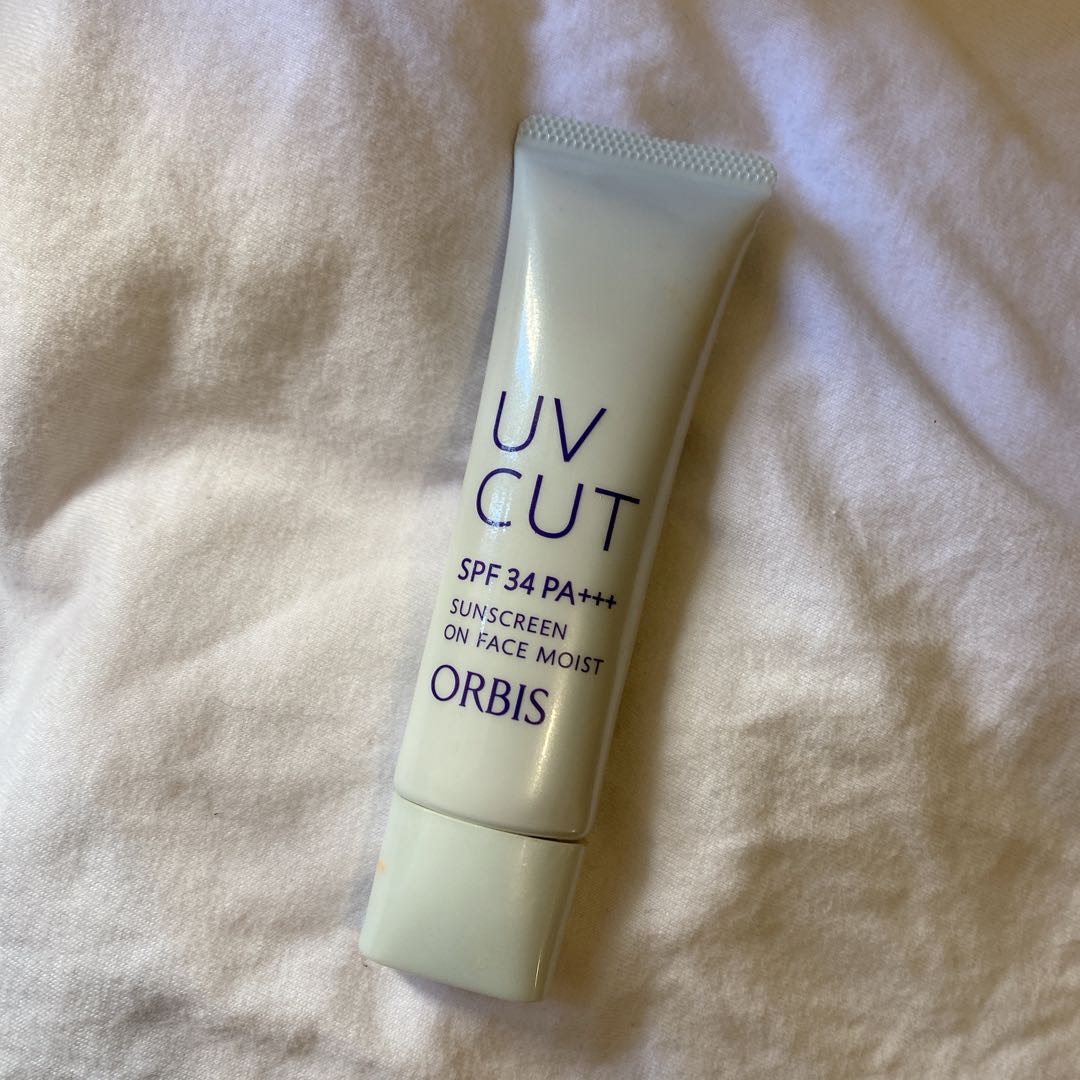 UV
CUT
SPF 34 PA+++
SUNSCREEN
ON FACE MOIST
ORBIS